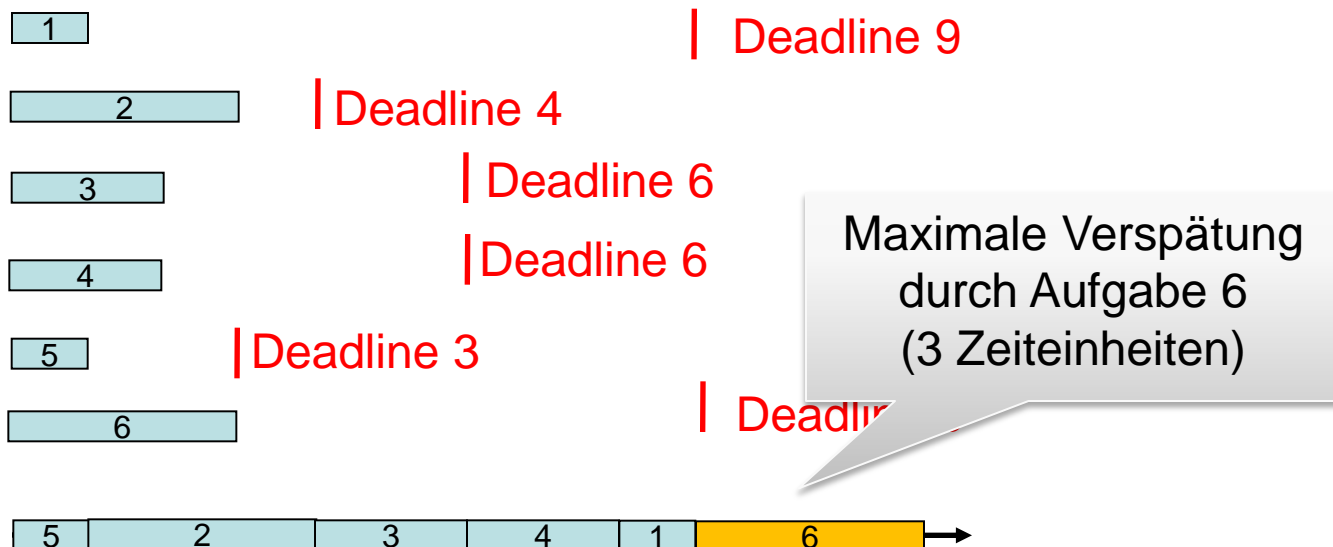 1
Deadline 9
2
Deadline 4
3
Deadline 6
4
Deadline 6
Maximale Verspätung
durch Aufgabe 6
(3 Zeiteinheiten)
5
Deadline 3
6
5 2 3 4 1 6